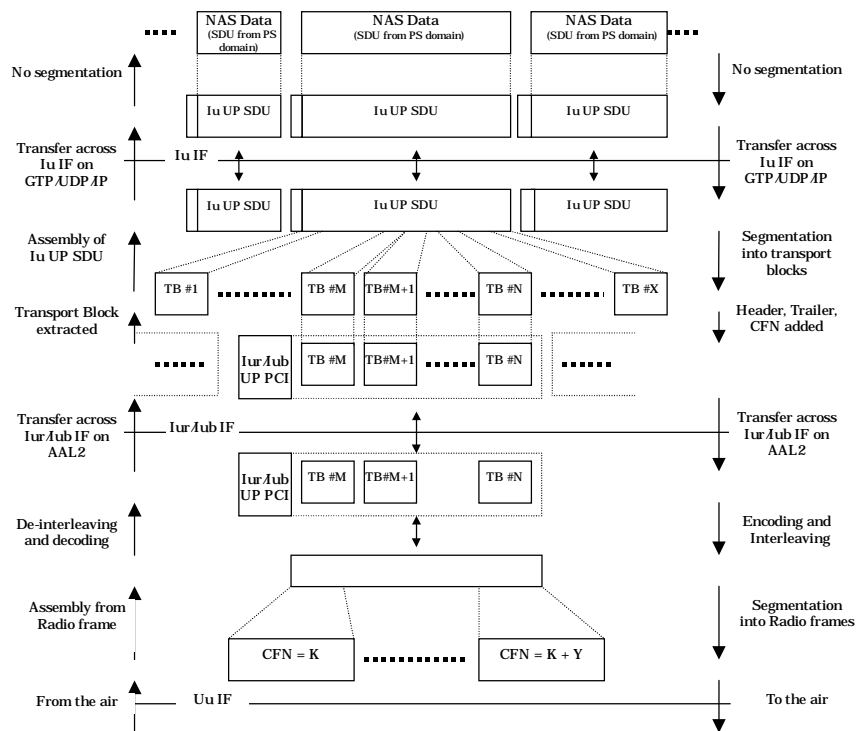 NAS Data
(SDU from PS
domain)
NAS Data
(SDU from PS domain)
NAS Data
(SDU from PS domain)
No segmentation
No segmentation
Iu UP SDU
Iu UP SDU
Iu UP SDU
Transfer across
Iu IF on
GTP/UDP/IP
Iu IF
Transfer across
Iu IF on
GTP/UDP/IP
Iu UP SDU
Iu UP SDU
Iu UP SDU
Assembly of
Iu UP SDU
Segmentation
into transport
blocks
TB #1
TB #M
TB#M+1
TB #N
TB #X
Transport Block
extracted
Header, Trailer,
CFN added
Iur/Iub
UP PCI
TB #M
TB#M+1
TB #N
Transfer across
Iur/Iub IF on
AAL2
Iur/Iub IF
Transfer across
Iur/Iub IF on
AAL2
Iur/Iub
UP PCI
TB #M
TB#M+1
TB #N
De-interleaving
and decoding
Encoding and
Interleaving
Assembly from
Radio frame
Segmentation
into Radio frames
CFN = K
CFN = K + Y
From the air
Uu IF
To the air